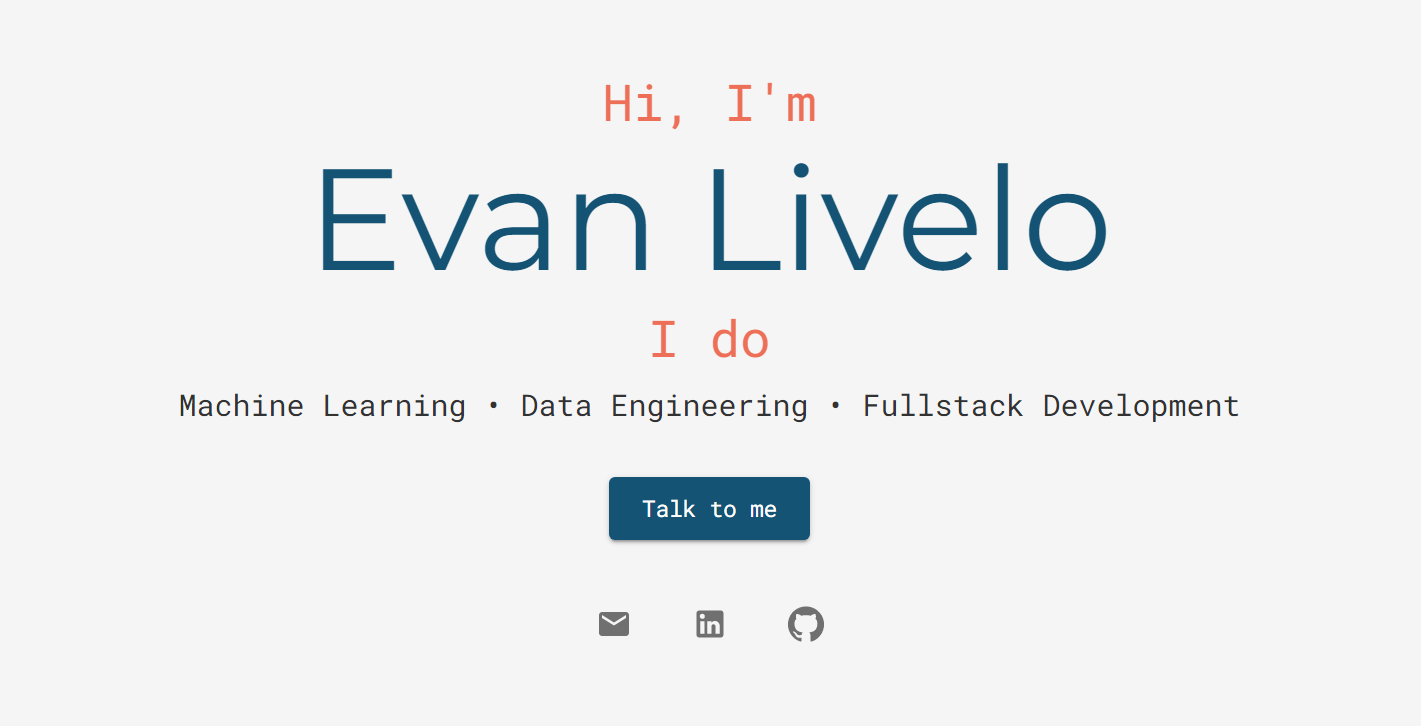 Hi, I'm
Evan Livelo
I do
Machine Learning • Data Engineering • Fullstack Development
Talk to me
in